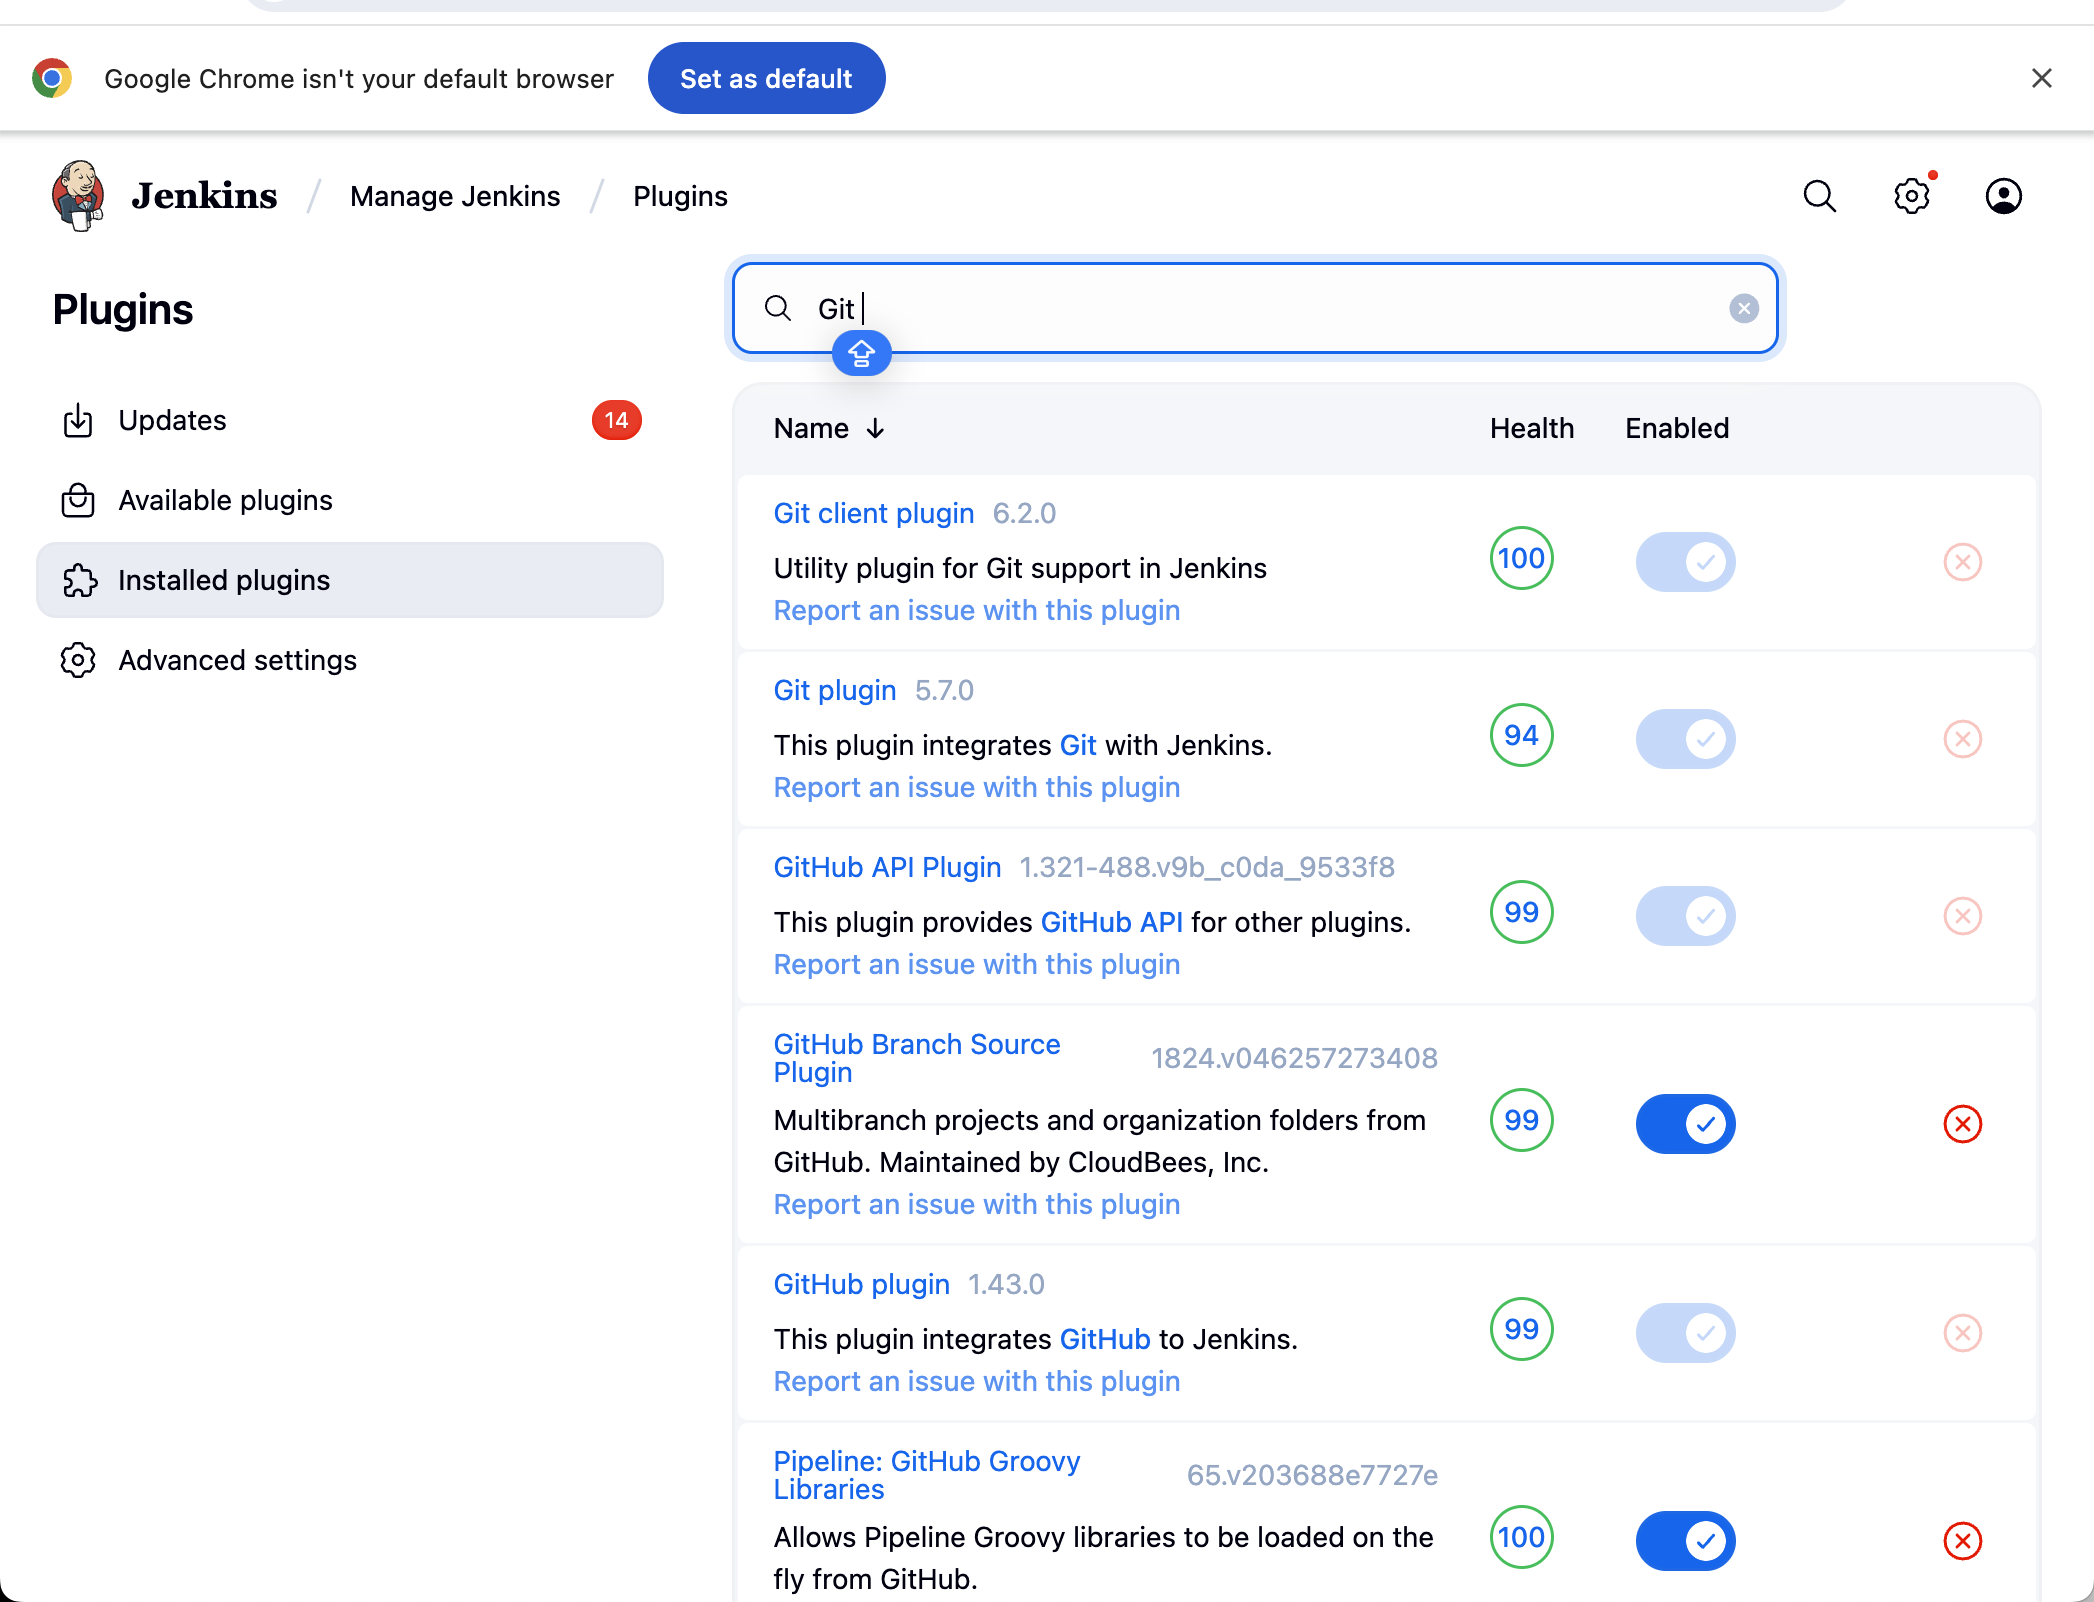 Google Chrome isn't your default browser
Set as default
Jenkins / Manage Jenkins / Plugins
Plugins
Updates 14
Available plugins
Installed plugins
Advanced settings
Git
Name ↓ Health Enabled
Git client plugin 6.2.0
Utility plugin for Git support in Jenkins
Report an issue with this plugin
100
Git plugin 5.7.0
This plugin integrates Git with Jenkins.
Report an issue with this plugin
94
GitHub API Plugin 1.321-488.v9b_c0da_9533f8
This plugin provides GitHub API for other plugins.
Report an issue with this plugin
99
GitHub Branch Source
Plugin
1824.v046257273408
Multibranch projects and organization folders from
GitHub. Maintained by CloudBees, Inc.
Report an issue with this plugin
99
GitHub plugin 1.43.0
This plugin integrates GitHub to Jenkins.
Report an issue with this plugin
99
Pipeline: GitHub Groovy
Libraries
65.v203688e7727e
Allows Pipeline Groovy libraries to be loaded on the
fly from GitHub.
100